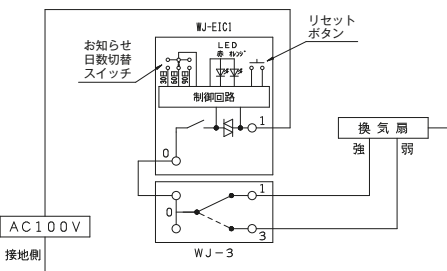 WJ-EIC1
リセット
ボタン
お知らせ
日数切替
スイッチ
LED
赤 オレンジ
30日
60日
90日
制御回路
1
0
換気扇
強
弱
1
0
3
WJ-3
AC100V
接地側